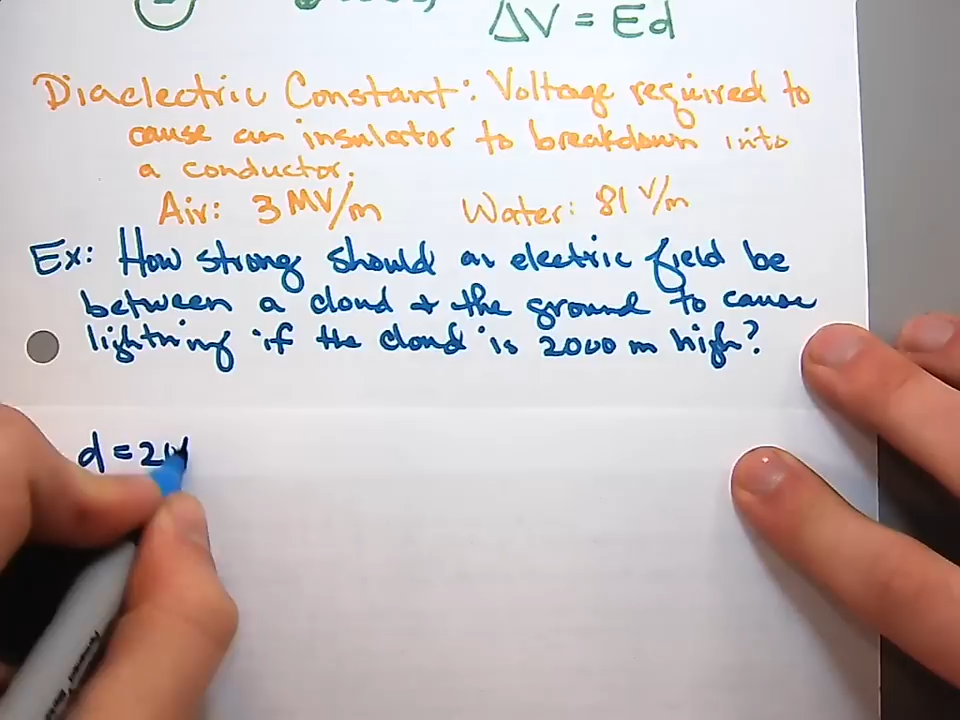 ΔV = Ed
Diaelectric Constant: Voltage required to
cause an insulator to breakdown into
a conductor.
Air: 3 MV/m Water: 81 V/m
Ex: How strong should an electric field be
between a cloud & the ground to cause
lightning if the cloud is 2000 m high?
d = 20